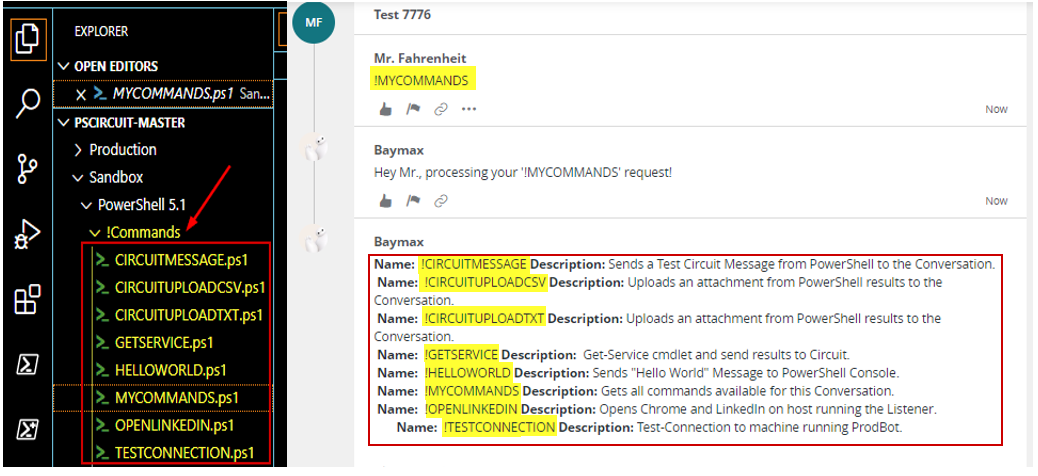 EXPLORER
OPEN EDITORS
MYCOMMANDS.ps1 San...
PSCIRCUIT-MASTER
Production
Sandbox
PowerShell 5.1
!Commands
CIRCUITMESSAGE.ps1
CIRCUITUPLOADCSV.ps1
CIRCUITUPLOADTXT.ps1
GETSERVICE.ps1
HELLOWORLD.ps1
MYCOMMANDS.ps1
OPENLINKEDIN.ps1
TESTCONNECTION.ps1
MF
Test 7776
Mr. Fahrenheit
!MYCOMMANDS
Now
Baymax
Hey Mr., processing your '!MYCOMMANDS' request!
Now
Baymax
Name: !CIRCUITMESSAGE Description: Sends a Test Circuit Message from PowerShell to the Conversation.
Name: !CIRCUITUPLOADCSV Description: Uploads an attachment from PowerShell results to the
Conversation.
Name: !CIRCUITUPLOADTXT Description: Uploads an attachment from PowerShell results to the
Conversation.
Name: !GETSERVICE Description: Get-Service cmdlet and send results to Circuit.
Name: !HELLOWORLD Description: Sends "Hello World" Message to PowerShell Console.
Name: !MYCOMMANDS Description: Gets all commands available for this Conversation.
Name: !OPENLINKEDIN Description: Opens Chrome and LinkedIn on host running the Listener.
Name: !TESTCONNECTION Description: Test-Connection to machine running ProdBot.